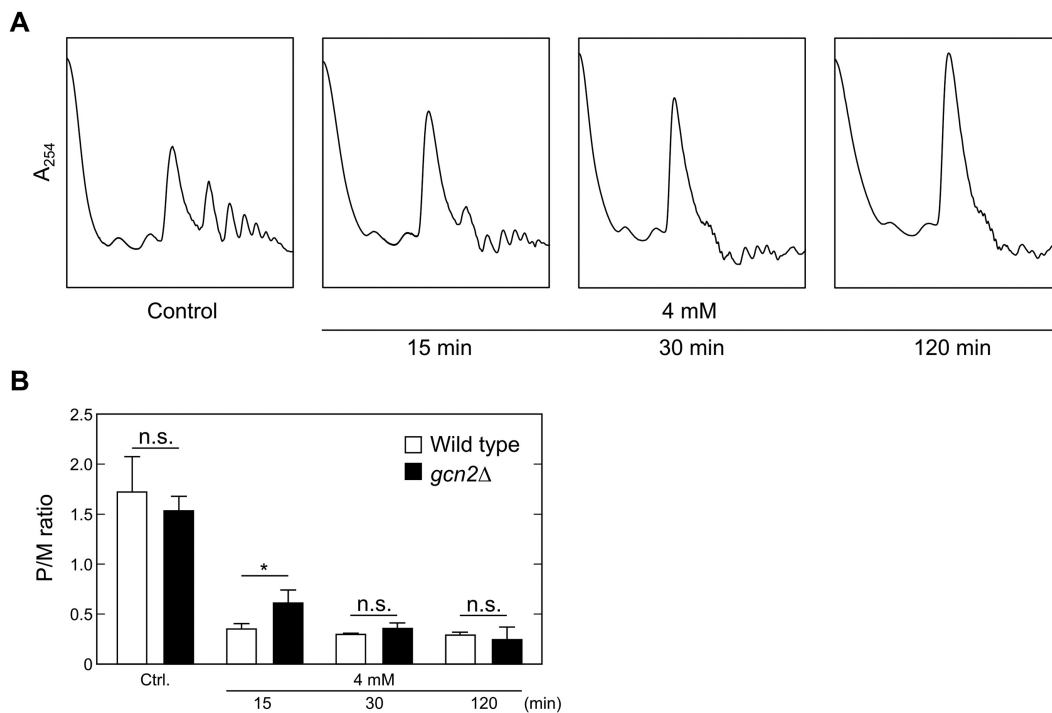 A
A254
Control
4 mM
15 min
30 min
120 min
B
2.5
2.0
1.5
1.0
0.5
0
P/M ratio
n.s.
*
n.s.
n.s.
Wild type
gcn2Δ
Ctrl.
4 mM
15
30
120
(min)